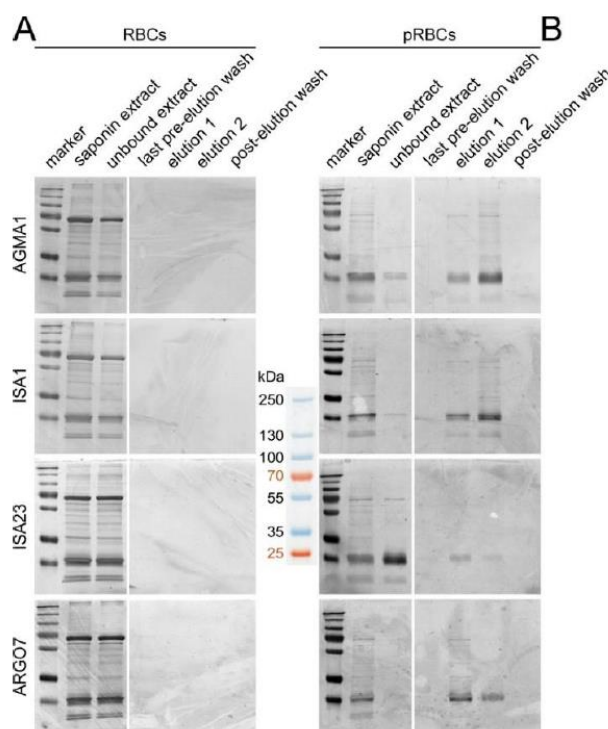 A
RBCs
marker
saponin extract
unbound extract
last pre-elution wash
elution 1
elution 2
post-elution wash
pRBCs
B
marker
saponin extract
unbound extract
last pre-elution wash
elution 1
elution 2
post-elution wash
AGMA1
ISA1
ISA23
ARGO7
kDa
250
130
100
70
55
35
25